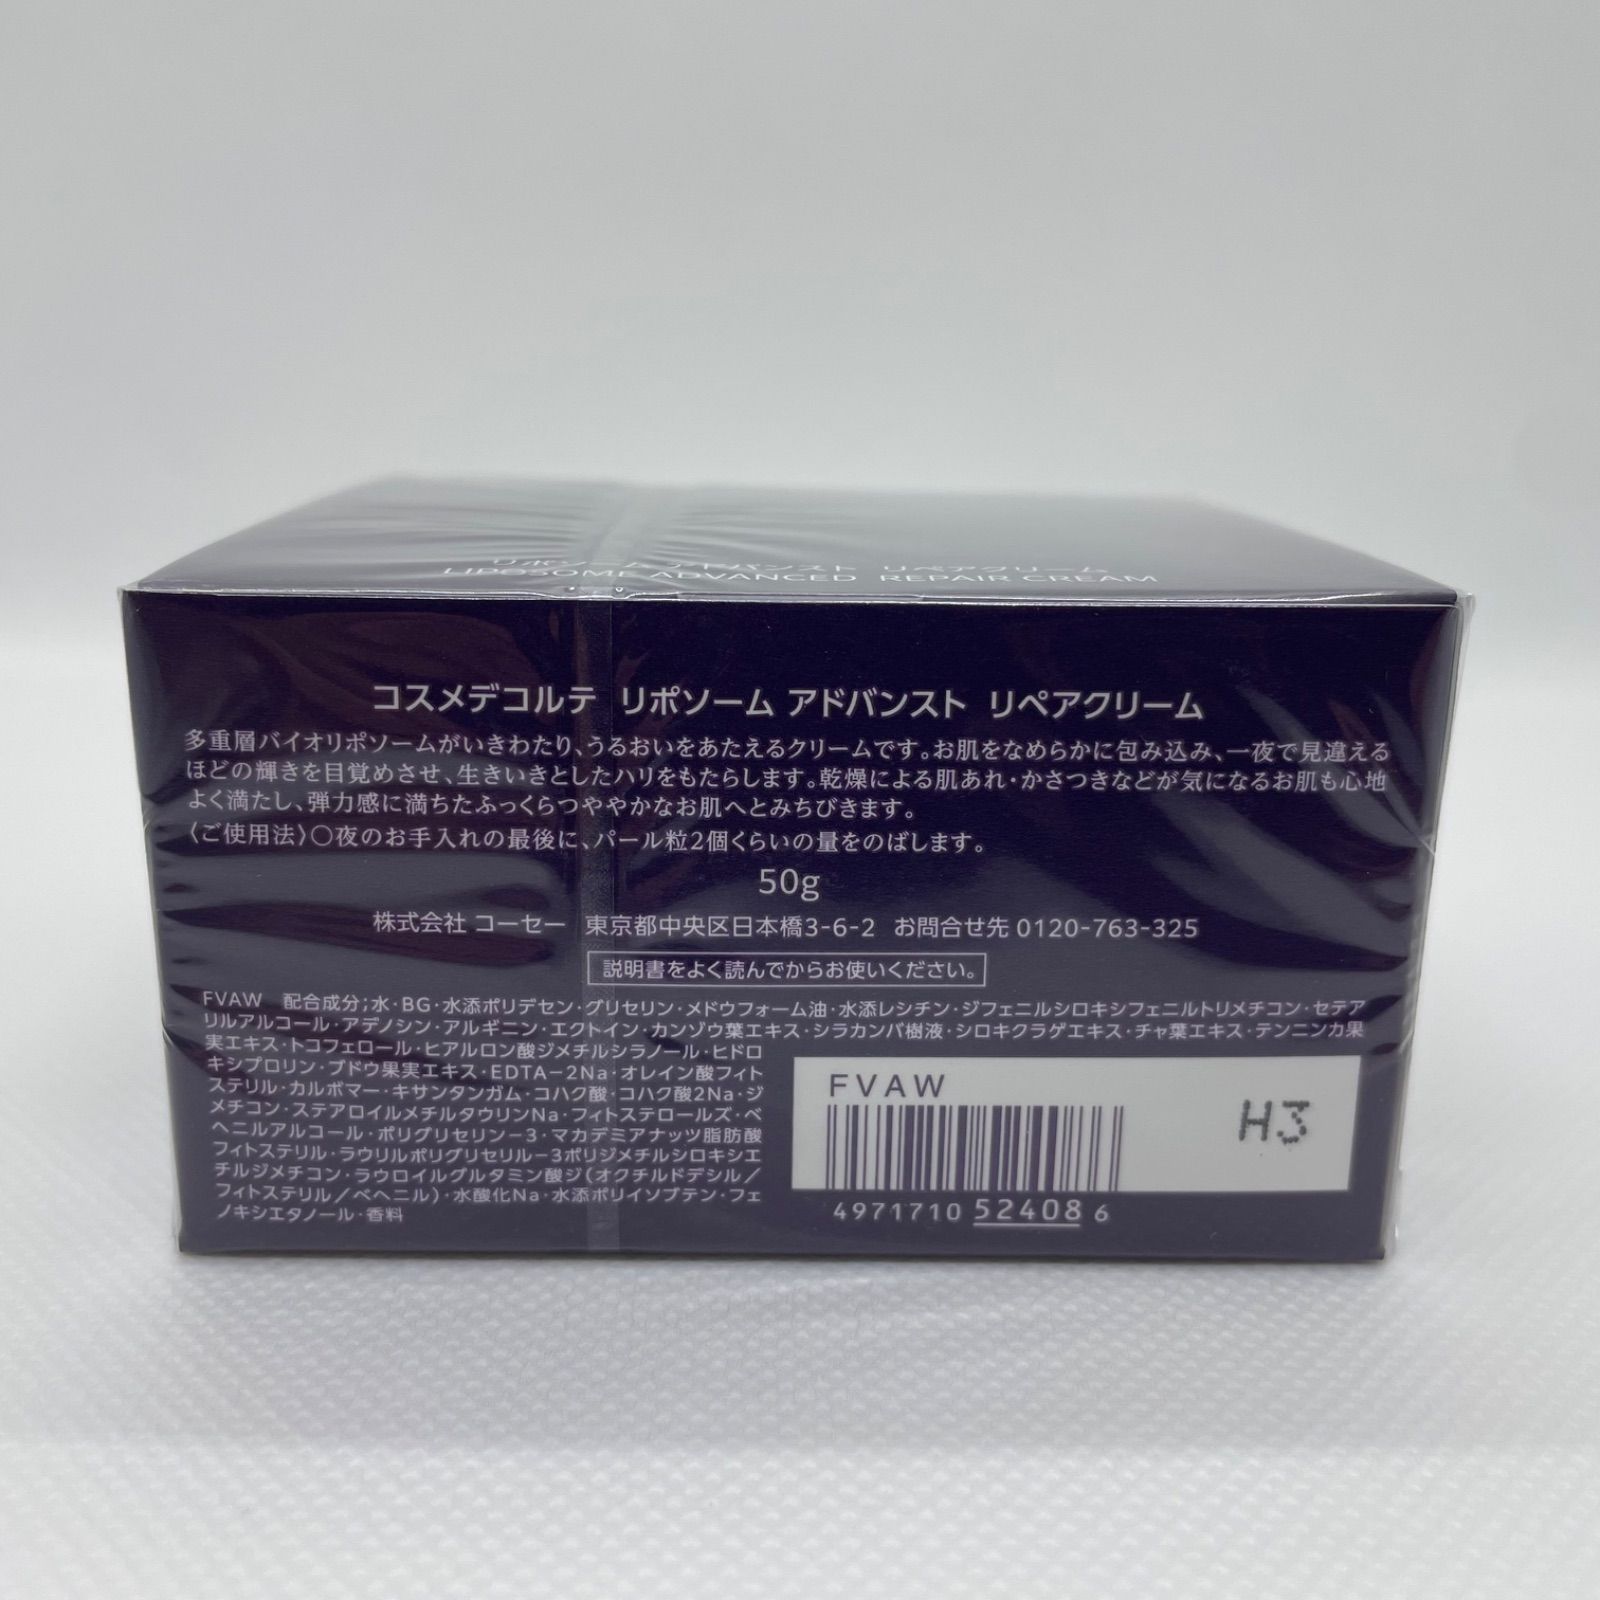 リポソーム アドバンスト リペアクリーム
LIPOSOME ADVANCED REPAIR CREAM
コスメデコルテ リポソーム アドバンスト リペアクリーム
多重層バイオリポソームがいきわたり、うるおいをあたえるクリームです。お肌をなめらかに包み込み、一夜で見違える
ほどの輝きを目覚めさせ、生きいきとしたハリをもたらします。乾燥による肌あれ・かさつきなどが気になるお肌も心地
よく満たし、弾力感に満ちたふっくらつややかなお肌へとみちびきます。
〈ご使用法〉○夜のお手入れの最後に、パール粒2個くらいの量をのばします。
50g
株式会社 コーセー 東京都中央区日本橋3-6-2 お問合せ先 0120-763-325
説明書をよく読んでからお使いください。
FVAW 配合成分;水・BG・水添ポリデセン・グリセリン・メドウフォーム油・水添レシチン・ジフェニルシロキシフェニルトリメチコン・セテア
リルアルコール・アデノシン・アルギニン・エクトイン・カンゾウ葉エキス・シラカンバ樹液・シロキクラゲエキス・チャ葉エキス・テンニンカ果
実エキス・トコフェロール・ヒアルロン酸ジメチルシラノール・ヒドロ
キシプロリン・ブドウ果実エキス・EDTA-2Na・オレイン酸フィト
ステリル・カルボマー・キサンタンガム・コハク酸・コハク酸2Na・ジ
メチコン・ステアロイルメチルタウリンNa・フィトステロールズ・ベ
ヘニルアルコール・ポリグリセリン-3・マカデミアナッツ脂肪酸
フィトステリル・ラウリルポリグリセリル-3ポリジメチルシロキシエ
チルジメチコン・ラウロイルグルタミン酸ジ(オクチルドデシル/
フィトステリル/ベヘニル)・水酸化Na・水添ポリイソブテン・フェ
ノキシエタノール・香料
FVAW
H3
4971710 52408 6